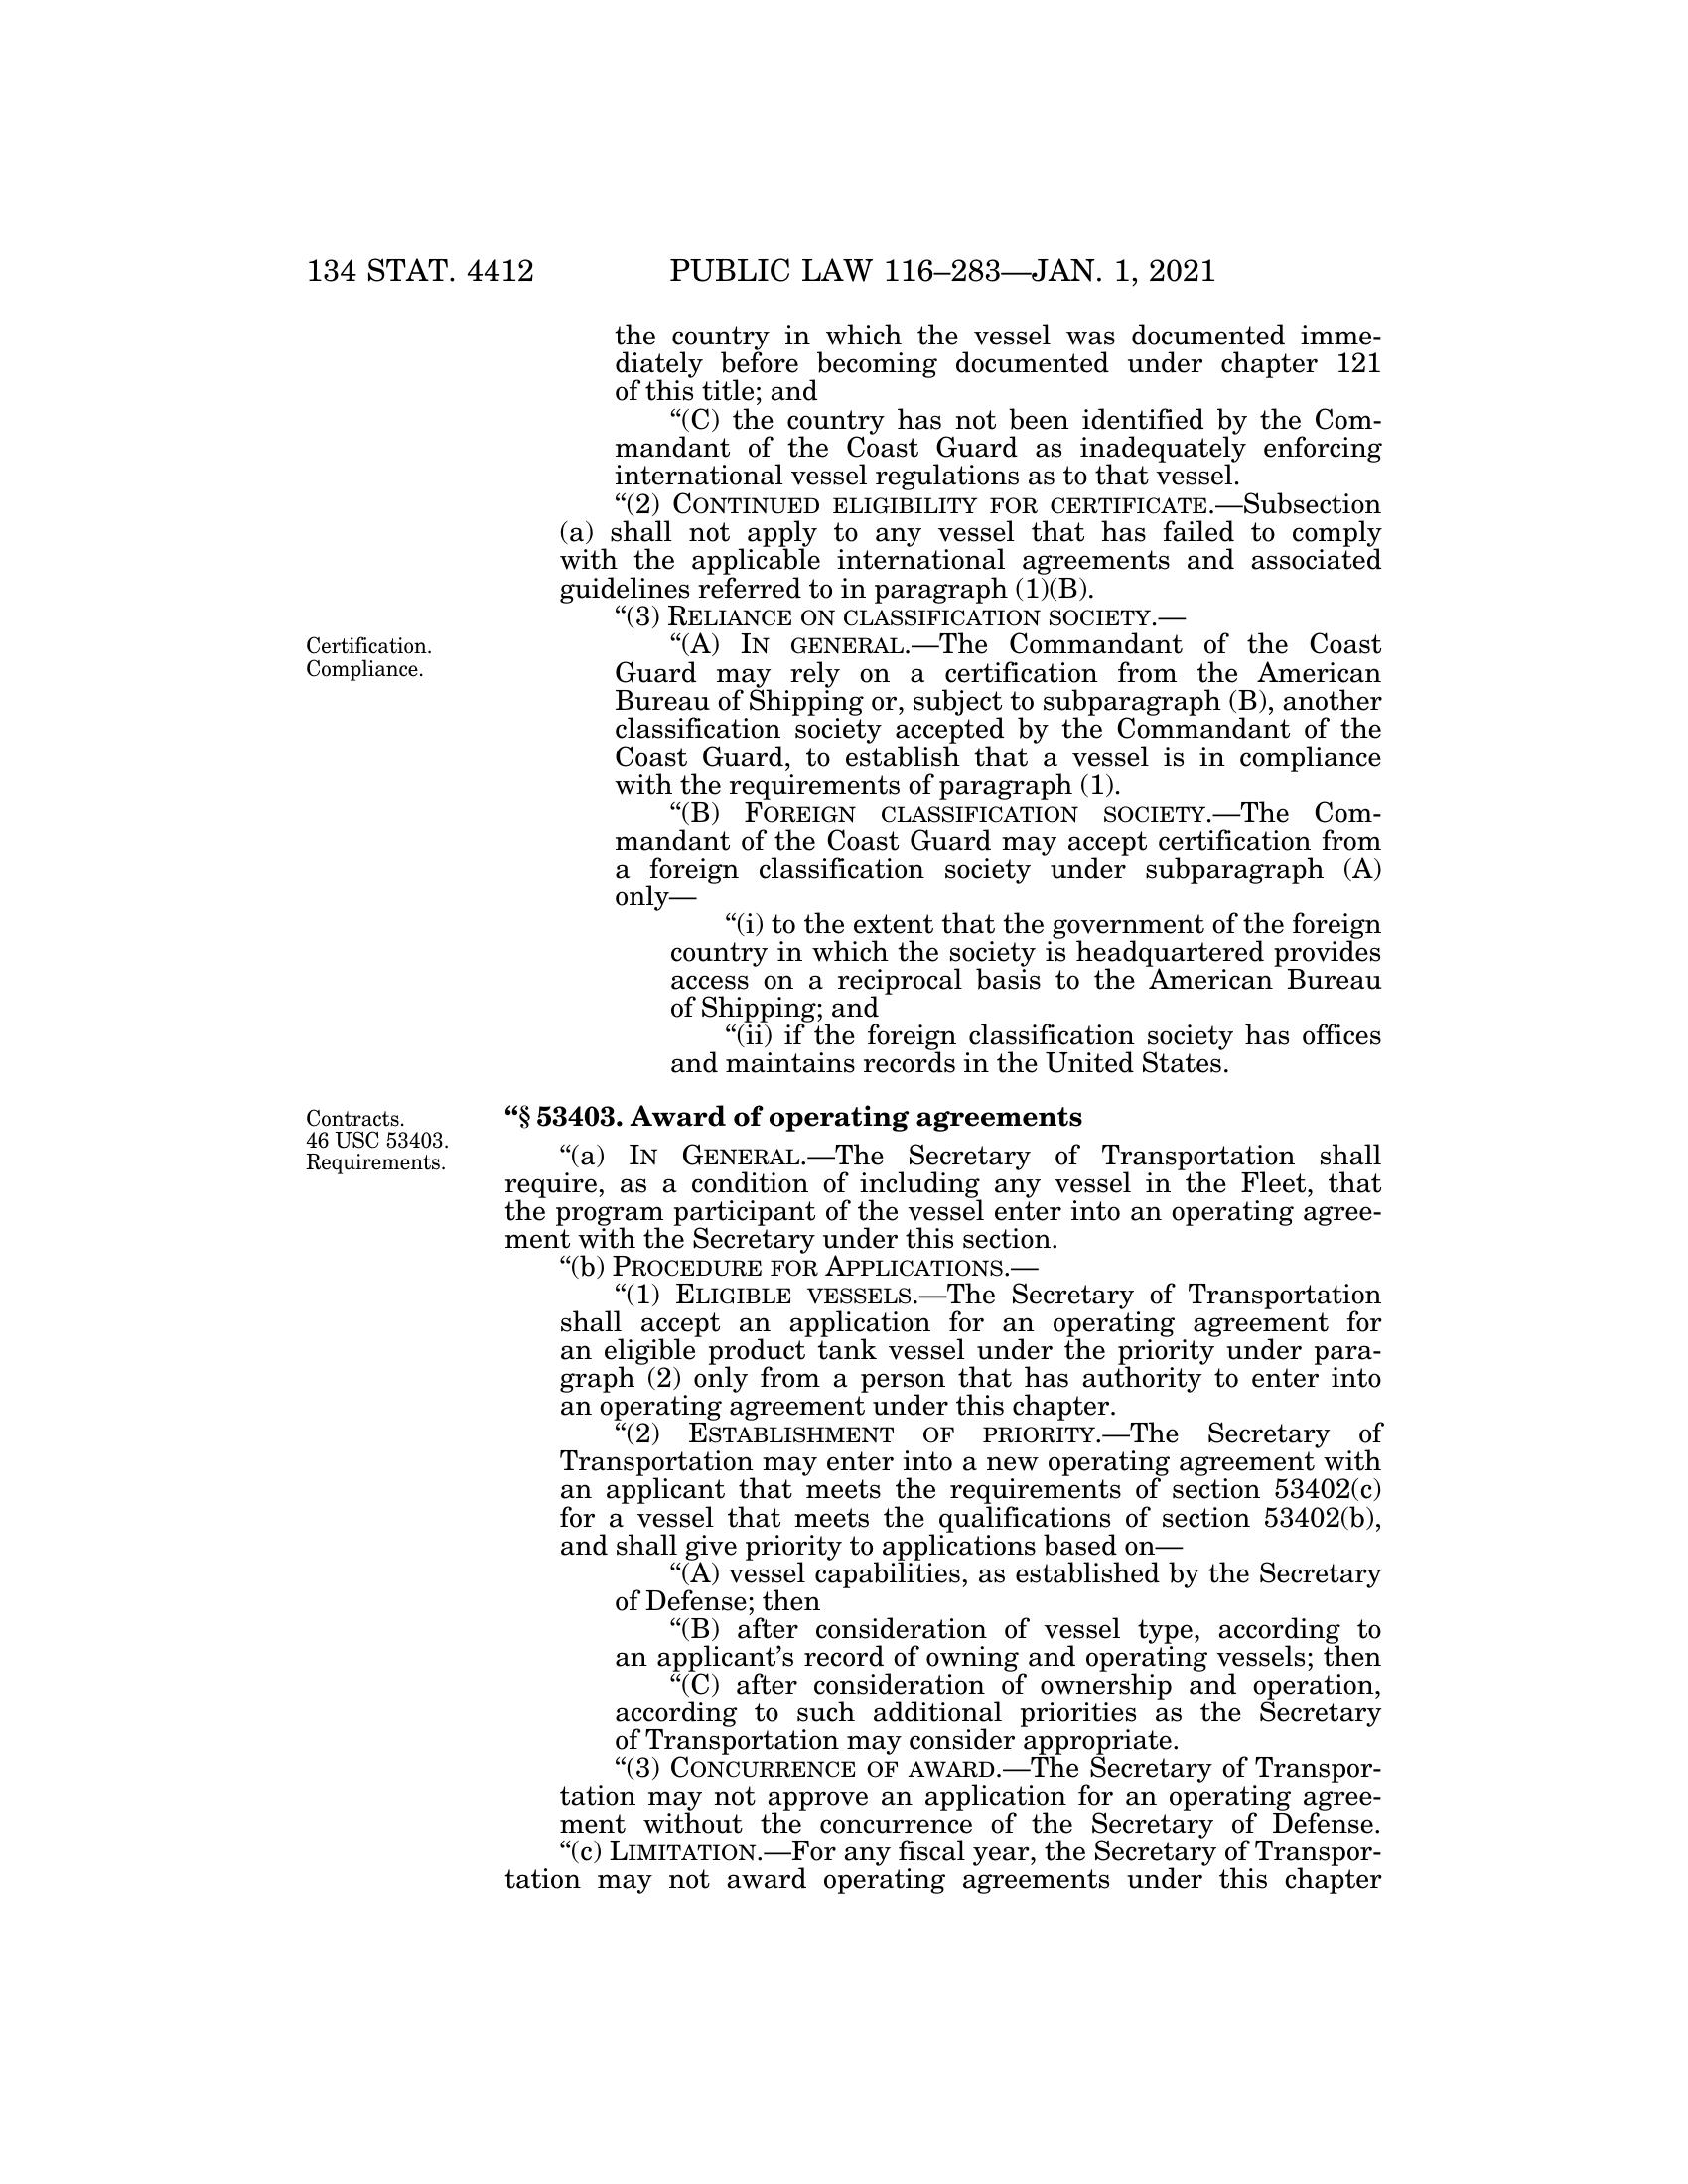 134 STAT. 4412 PUBLIC LAW 116–283—JAN. 1, 2021
the country in which the vessel was documented imme-
diately before becoming documented under chapter 121
of this title; and
“(C) the country has not been identified by the Com-
mandant of the Coast Guard as inadequately enforcing
international vessel regulations as to that vessel.
“(2) CONTINUED ELIGIBILITY FOR CERTIFICATE.—Subsection
(a) shall not apply to any vessel that has failed to comply
with the applicable international agreements and associated
guidelines referred to in paragraph (1)(B).
“(3) RELIANCE ON CLASSIFICATION SOCIETY.—
Certification.
Compliance.
“(A) IN GENERAL.—The Commandant of the Coast
Guard may rely on a certification from the American
Bureau of Shipping or, subject to subparagraph (B), another
classification society accepted by the Commandant of the
Coast Guard, to establish that a vessel is in compliance
with the requirements of paragraph (1).
“(B) FOREIGN CLASSIFICATION SOCIETY.—The Com-
mandant of the Coast Guard may accept certification from
a foreign classification society under subparagraph (A)
only—
“(i) to the extent that the government of the foreign
country in which the society is headquartered provides
access on a reciprocal basis to the American Bureau
of Shipping; and
“(ii) if the foreign classification society has offices
and maintains records in the United States.
Contracts.
46 USC 53403.
Requirements.
“§ 53403. Award of operating agreements
“(a) IN GENERAL.—The Secretary of Transportation shall
require, as a condition of including any vessel in the Fleet, that
the program participant of the vessel enter into an operating agree-
ment with the Secretary under this section.
“(b) PROCEDURE FOR APPLICATIONS.—
“(1) ELIGIBLE VESSELS.—The Secretary of Transportation
shall accept an application for an operating agreement for
an eligible product tank vessel under the priority under para-
graph (2) only from a person that has authority to enter into
an operating agreement under this chapter.
“(2) ESTABLISHMENT OF PRIORITY.—The Secretary of
Transportation may enter into a new operating agreement with
an applicant that meets the requirements of section 53402(c)
for a vessel that meets the qualifications of section 53402(b),
and shall give priority to applications based on—
“(A) vessel capabilities, as established by the Secretary
of Defense; then
“(B) after consideration of vessel type, according to
an applicant’s record of owning and operating vessels; then
“(C) after consideration of ownership and operation,
according to such additional priorities as the Secretary
of Transportation may consider appropriate.
“(3) CONCURRENCE OF AWARD.—The Secretary of Transpor-
tation may not approve an application for an operating agree-
ment without the concurrence of the Secretary of Defense.
“(c) LIMITATION.—For any fiscal year, the Secretary of Transpor-
tation may not award operating agreements under this chapter